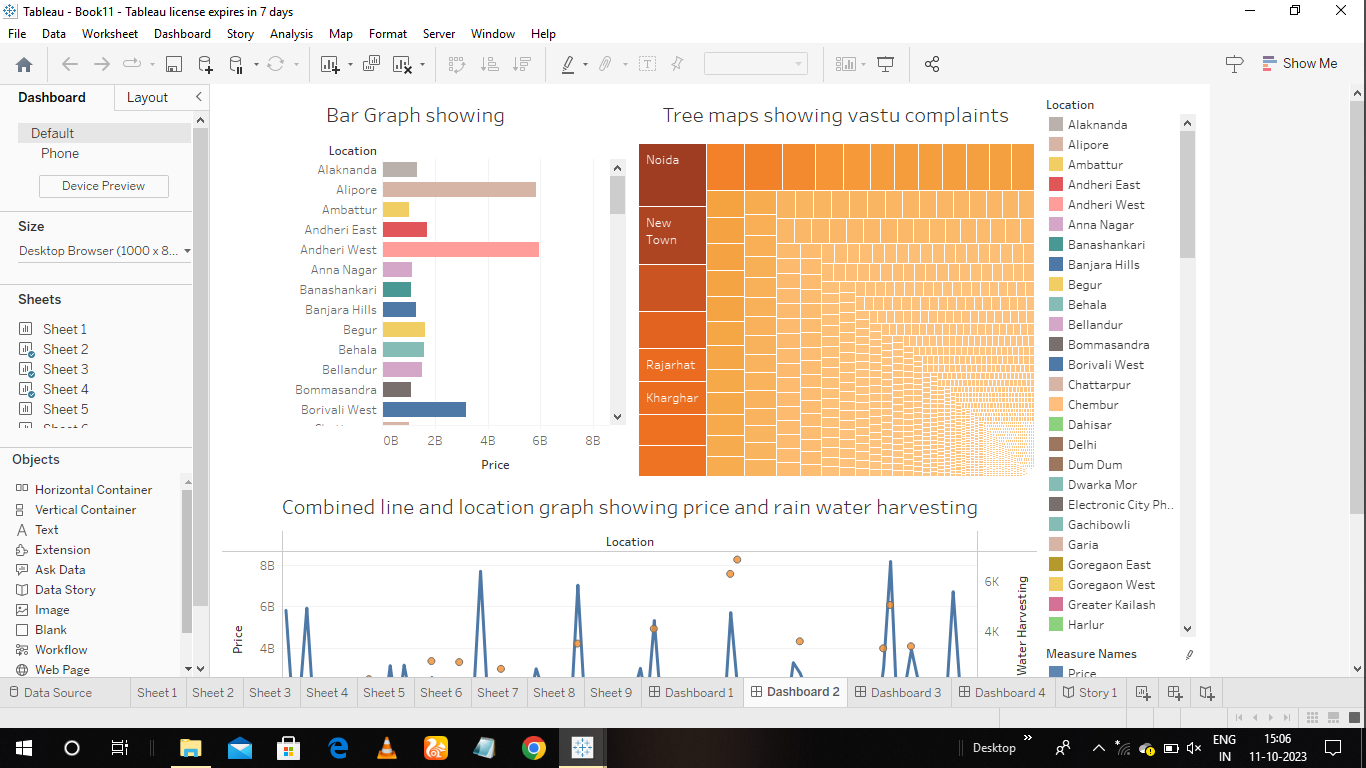 Tableau - Book11 - Tableau license expires in 7 days
File Data Worksheet Dashboard Story Analysis Map Format Server Window Help
Show Me
Dashboard Layout
Default
Phone
Device Preview
Size
Desktop Browser (1000 x 8...
Sheets
Sheet 1
Sheet 2
Sheet 3
Sheet 4
Sheet 5
Objects
Horizontal Container
Vertical Container
Text
Extension
Ask Data
Data Story
Image
Blank
Workflow
Web Page
Bar Graph showing
Location
Alaknanda
Alipore
Ambattur
Andheri East
Andheri West
Anna Nagar
Banashankari
Banjara Hills
Begur
Behala
Bellandur
Bommasandra
Borivali West
0B 2B 4B 6B 8B
Price
Tree maps showing vastu complaints
Noida
New
Town
Rajarhat
Kharghar
Combined line and location graph showing price and rain water harvesting
Location
8B
6B
4B
Price
6K
4K
Water Harvesting
Location
Alaknanda
Alipore
Ambattur
Andheri East
Andheri West
Anna Nagar
Banashankari
Banjara Hills
Begur
Behala
Bellandur
Bommasandra
Borivali West
Chattarpur
Chembur
Dahisar
Delhi
Dum Dum
Dwarka Mor
Electronic City Ph..
Gachibowli
Garia
Goregaon East
Goregaon West
Greater Kailash
Harlur
Measure Names
Price
Data Source Sheet 1 Sheet 2 Sheet 3 Sheet 4 Sheet 5 Sheet 6 Sheet 7 Sheet 8 Sheet 9 Dashboard 1 Dashboard 2 Dashboard 3 Dashboard 4 Story 1
Desktop
ENG
IN
15:06
11-10-2023